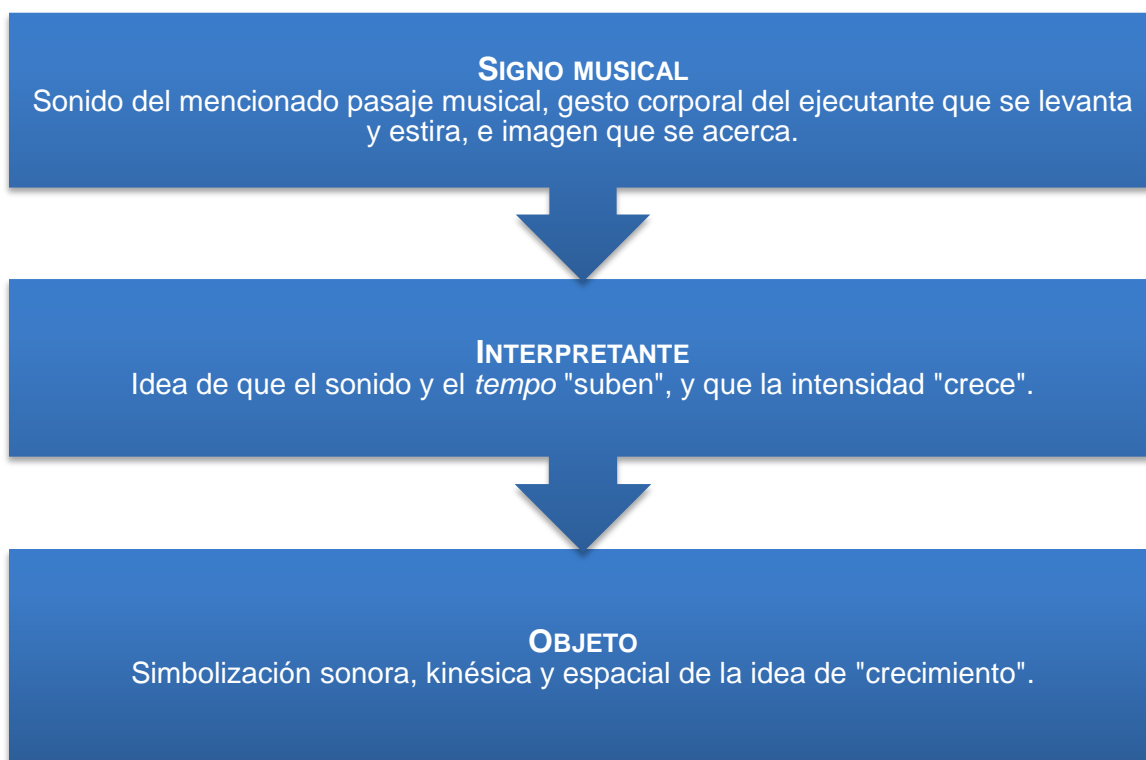 SIGNO MUSICAL
Sonido del mencionado pasaje musical, gesto corporal del ejecutante que se levanta
y estira, e imagen que se acerca.
INTERPRETANTE
Idea de que el sonido y el tempo "suben", y que la intensidad "crece".
OBJETO
Simbolización sonora, kinésica y espacial de la idea de "crecimiento".